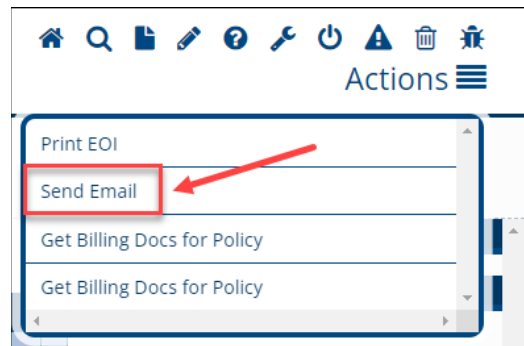 Actions
Print EOI
Send Email
Get Billing Docs for Policy
Get Billing Docs for Policy